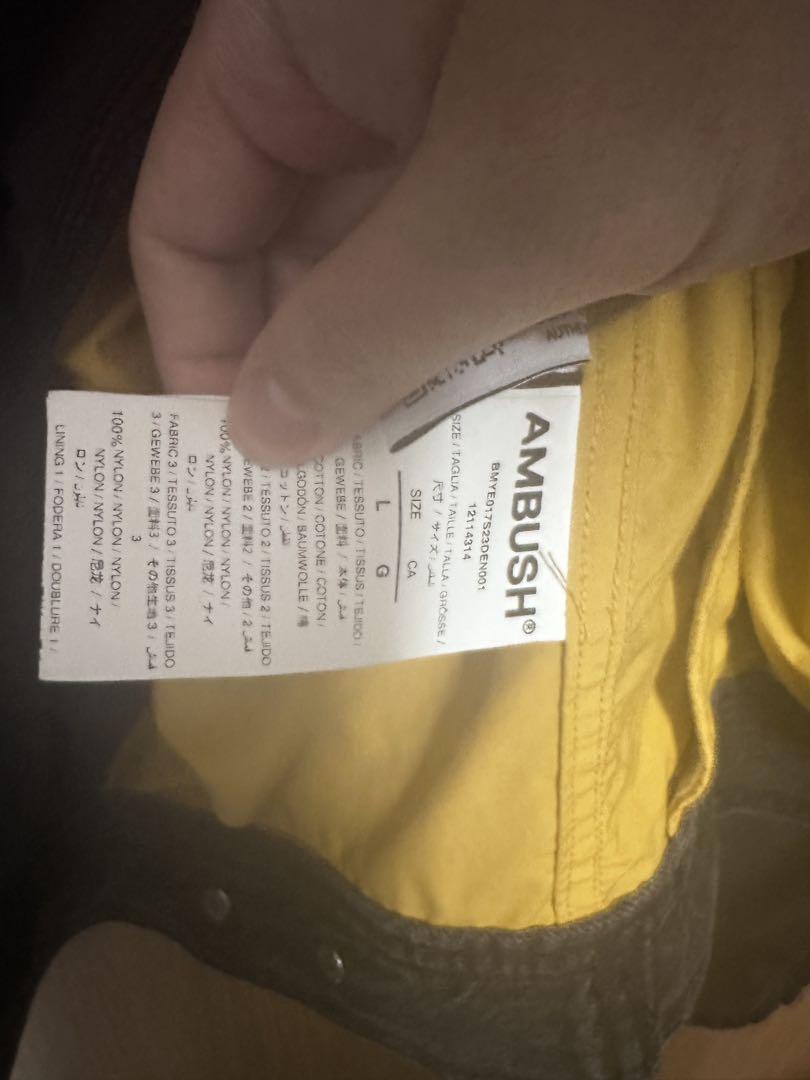 AMBUSH®
BMYE017S23DEN001
12114314
SIZE / TAGLIA / TAILLE / TALLA / GRÖSSE /
尺寸 / サイズ /
SIZE CA
L G
FABRIC / TESSUTO / TISSUS / TEJIDO /
GEWEBE / 面料 / 本体 / قماش
COTTON / COTONE / COTON /
LGODÓN / BAUMWOLLE / 棉
コットン / القطن
2 / TESSUTO 2 / TISSUS 2 / TEJIDO
EWEBE 2 / 面料2 / その他 / 2 قماش
100% NYLON / NYLON / NYLON /
NYLON / NYLON / 尼龙 / ナイ
ロン / نايلون
FABRIC 3 / TESSUTO 3 / TISSUS 3 / TEJIDO
3 / GEWEBE 3 / 面料3 / その他生地3 / قماش
3
100% NYLON / NYLON / NYLON /
NYLON / NYLON / 尼龙 / ナイ
ロン / نايلون
LINING 1 / FODERA 1 / DOUBLURE 1 /
AUTHE